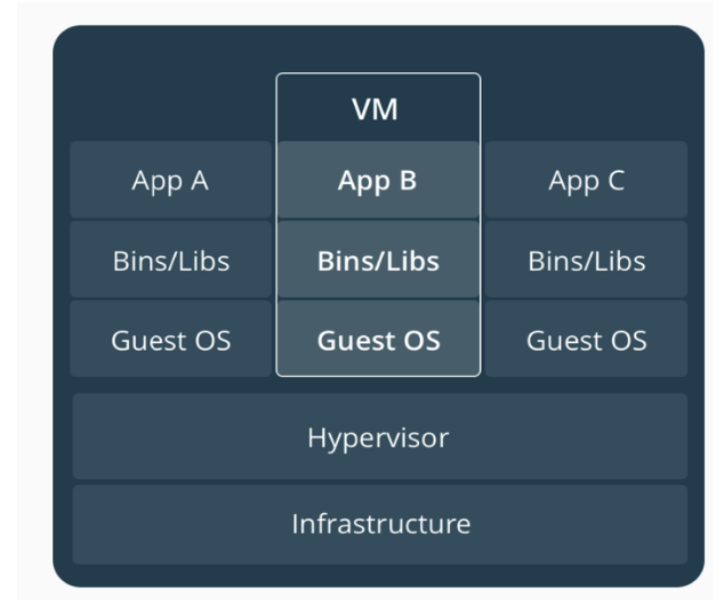 VM
App A
App B
App C
Bins/Libs
Bins/Libs
Bins/Libs
Guest OS
Guest OS
Guest OS
Hypervisor
Infrastructure